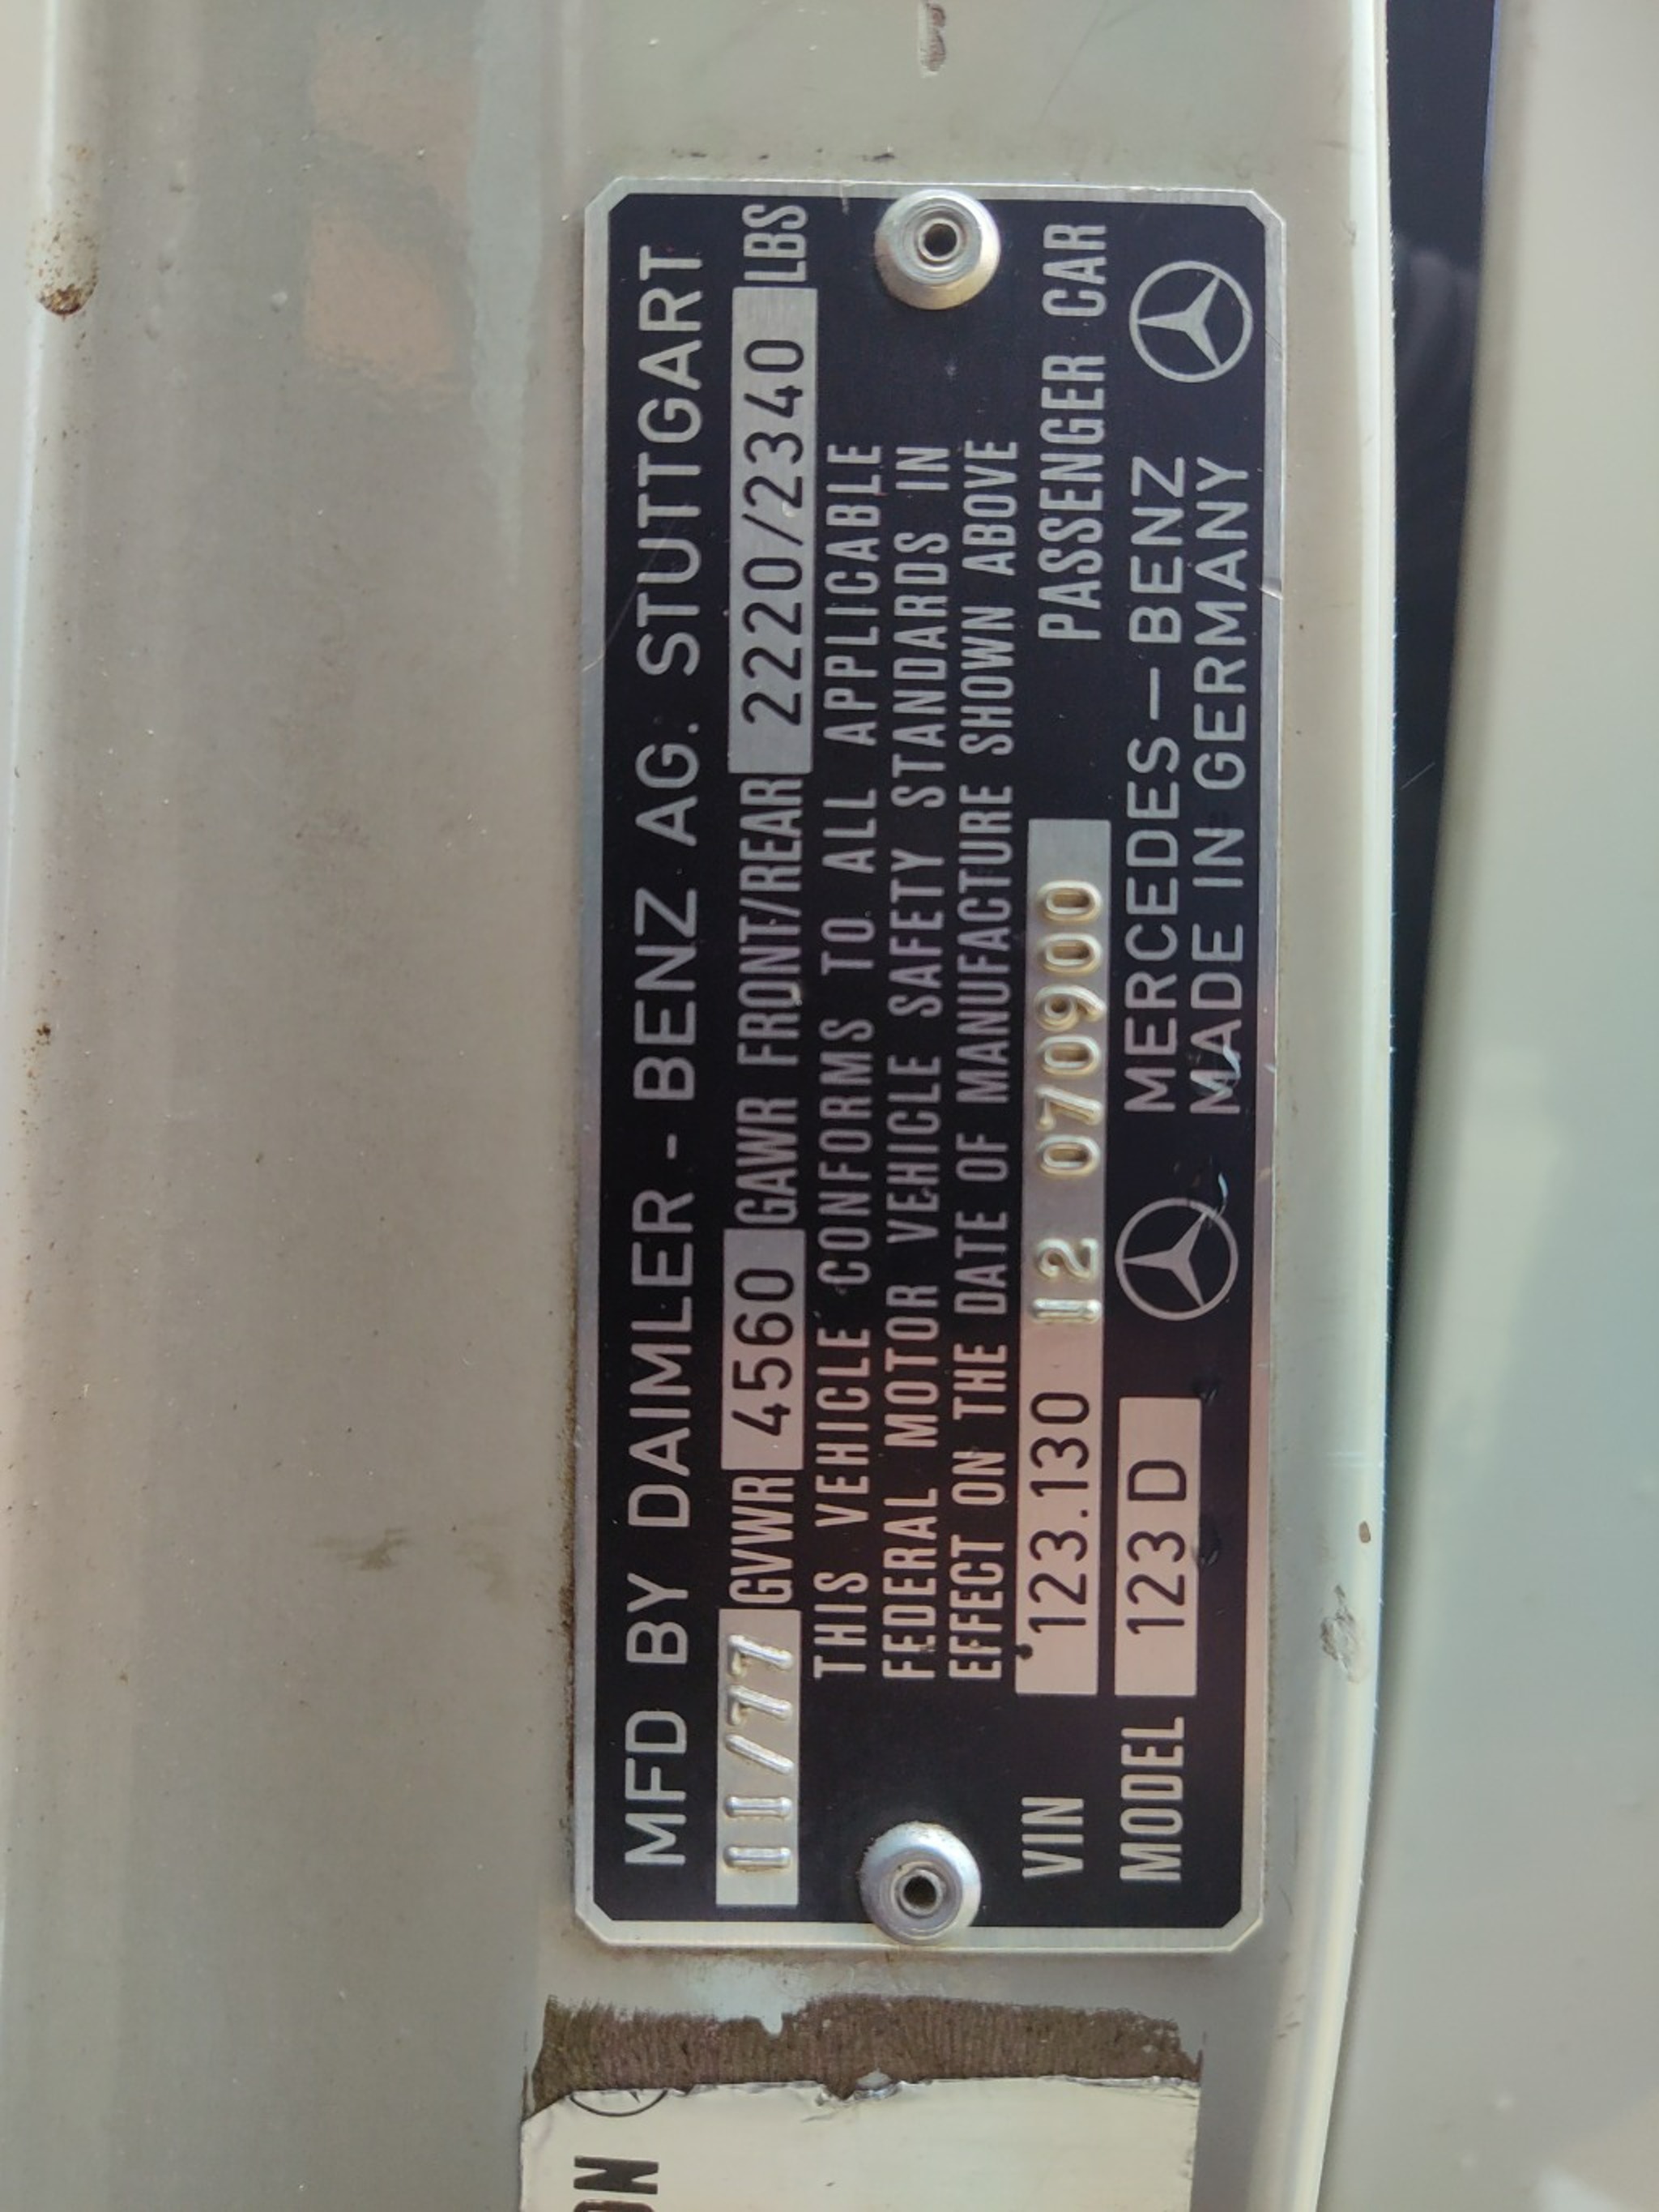 MFD BY DAIMLER - BENZ AG. STUTTGART
11/77 GVWR 4560 GAWR FRONT/REAR 2220/2340 LBS
THIS VEHICLE CONFORMS TO ALL APPLICABLE
FEDERAL MOTOR VEHICLE SAFETY STANDARDS IN
EFFECT ON THE DATE OF MANUFACTURE SHOWN ABOVE
VIN 123.130 12 070900 PASSENGER CAR
MODEL 123 D MERCEDES-BENZ
MADE IN GERMANY